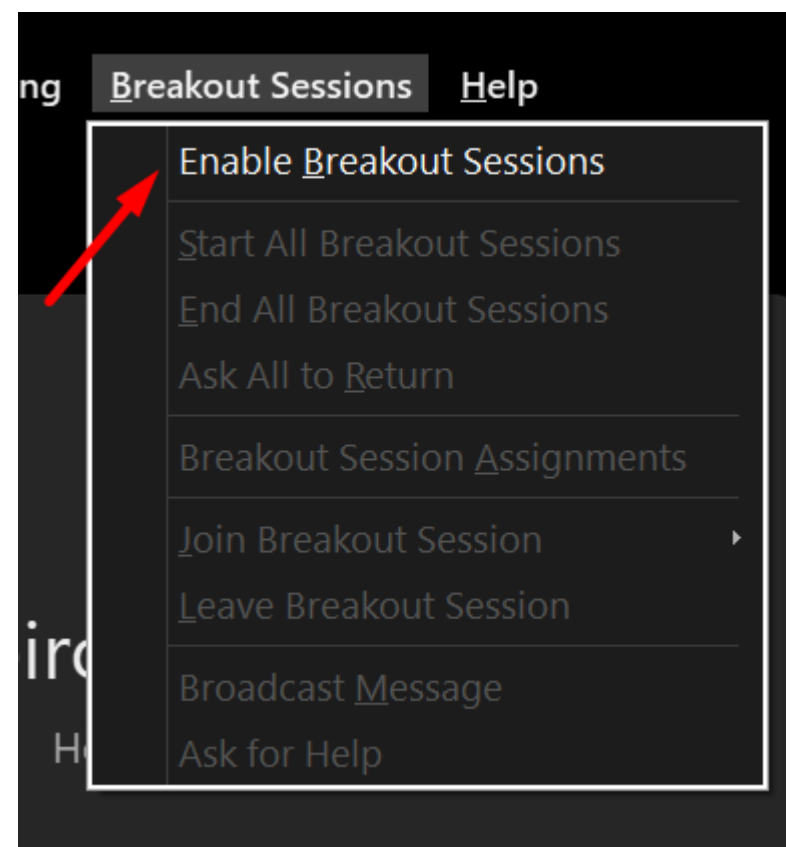 ng Breakout Sessions Help
Enable Breakout Sessions
Start All Breakout Sessions
End All Breakout Sessions
Ask All to Return
Breakout Session Assignments
Join Breakout Session
Leave Breakout Session
Broadcast Message
Ask for Help